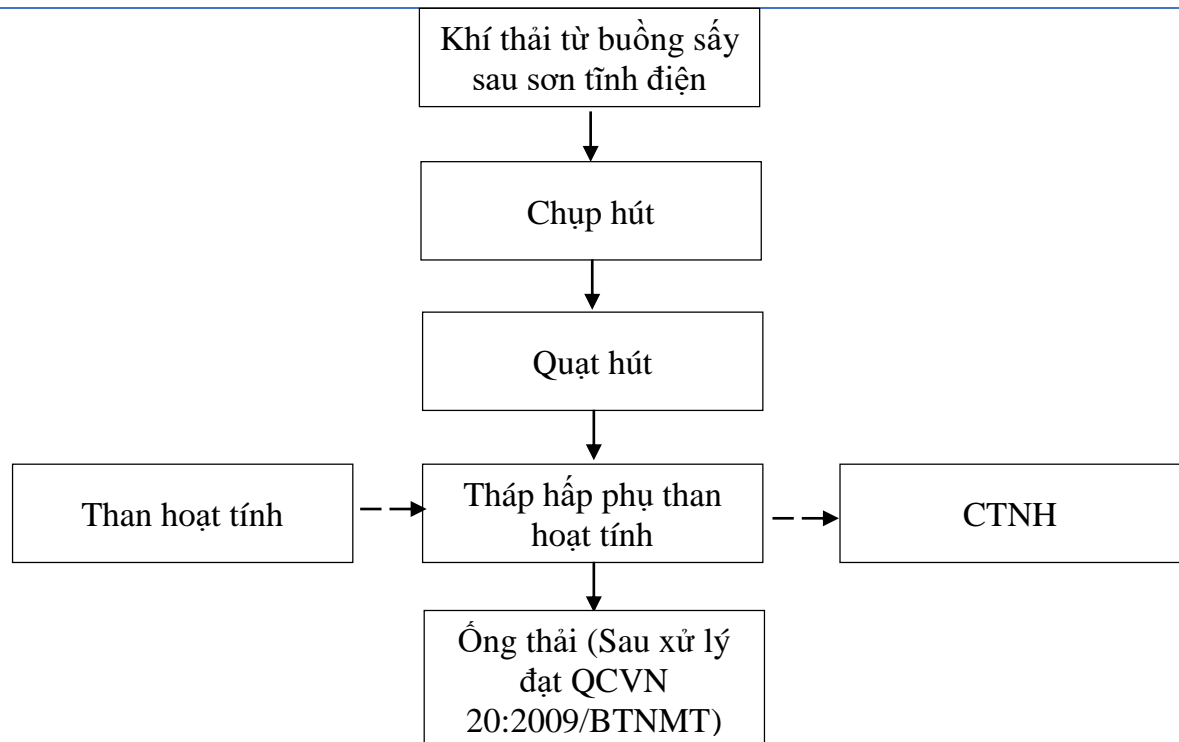 Khí thải từ buồng sấy
sau sơn tĩnh điện
Chụp hút
Quạt hút
Than hoạt tính
Tháp hấp phụ than
hoạt tính
CTNH
Ống thải (Sau xử lý
đạt QCVN
20:2009/BTNMT)